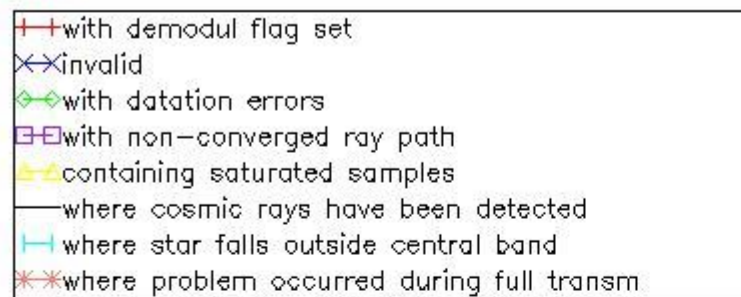 with demodul flag set
invalid
with datation errors
with non-converged ray path
containing saturated samples
where cosmic rays have been detected
where star falls outside central band
where problem occurred during full transm